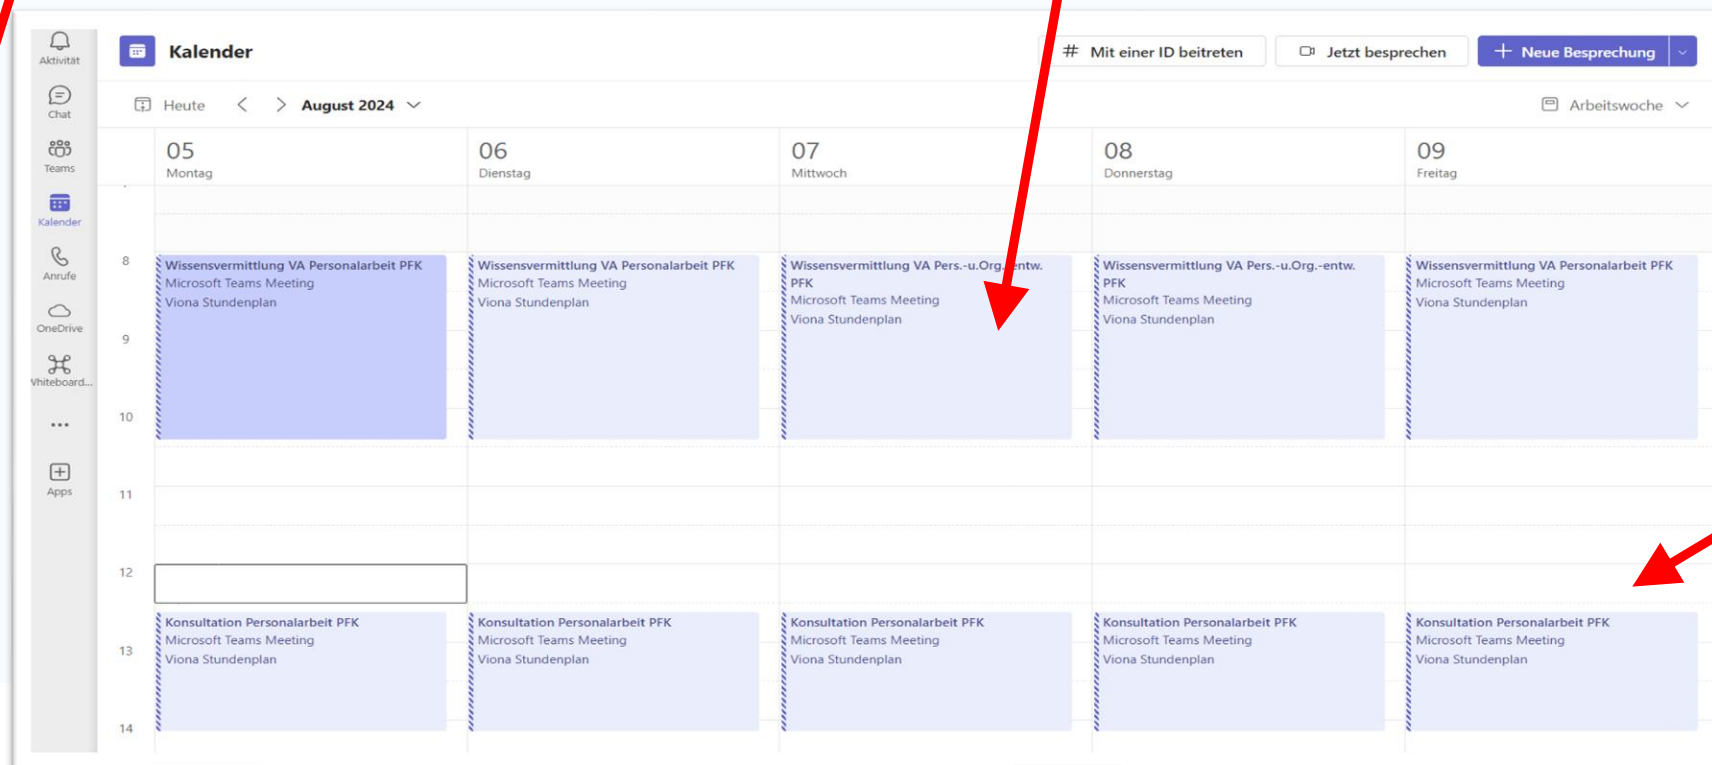 Aktivität
Chat
Teams
Kalender
Anrufe
OneDrive
Whiteboard...
Apps
Kalender
# Mit einer ID beitreten
Jetzt besprechen
+ Neue Besprechung
Heute < > August 2024
Arbeitswoche
05
Montag
06
Dienstag
07
Mittwoch
08
Donnerstag
09
Freitag
8
Wissensvermittlung VA Personalarbeit PFK
Microsoft Teams Meeting
Viona Stundenplan
Wissensvermittlung VA Personalarbeit PFK
Microsoft Teams Meeting
Viona Stundenplan
Wissensvermittlung VA Pers.-u.Org.-entw.
PFK
Microsoft Teams Meeting
Viona Stundenplan
Wissensvermittlung VA Pers.-u.Org.-entw.
PFK
Microsoft Teams Meeting
Viona Stundenplan
Wissensvermittlung VA Personalarbeit PFK
Microsoft Teams Meeting
Viona Stundenplan
9
10
11
12
Konsultation Personalarbeit PFK
Microsoft Teams Meeting
Viona Stundenplan
Konsultation Personalarbeit PFK
Microsoft Teams Meeting
Viona Stundenplan
Konsultation Personalarbeit PFK
Microsoft Teams Meeting
Viona Stundenplan
Konsultation Personalarbeit PFK
Microsoft Teams Meeting
Viona Stundenplan
Konsultation Personalarbeit PFK
Microsoft Teams Meeting
Viona Stundenplan
13
14